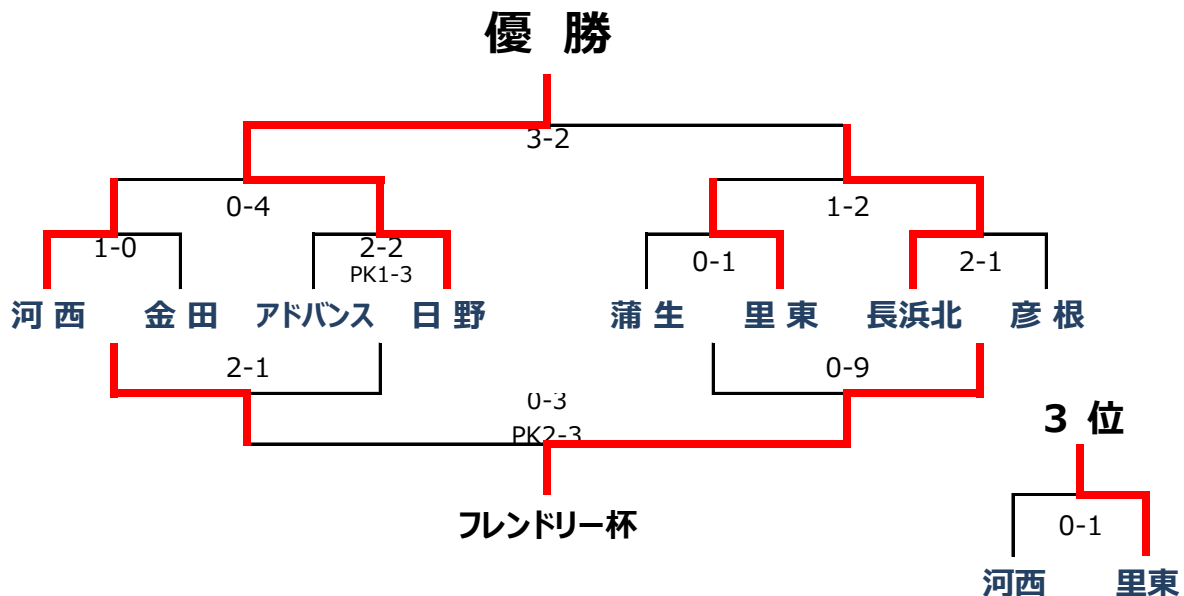 優 勝
3-2
0-4
1-2
1-0
2-2
PK1-3
0-1
2-1
河 西
金 田
アドバンス
日 野
蒲 生
里 東
長浜北
彦 根
2-1
0-9
0-3
PK2-3
3 位
フレンドリー杯
0-1
河西
里東